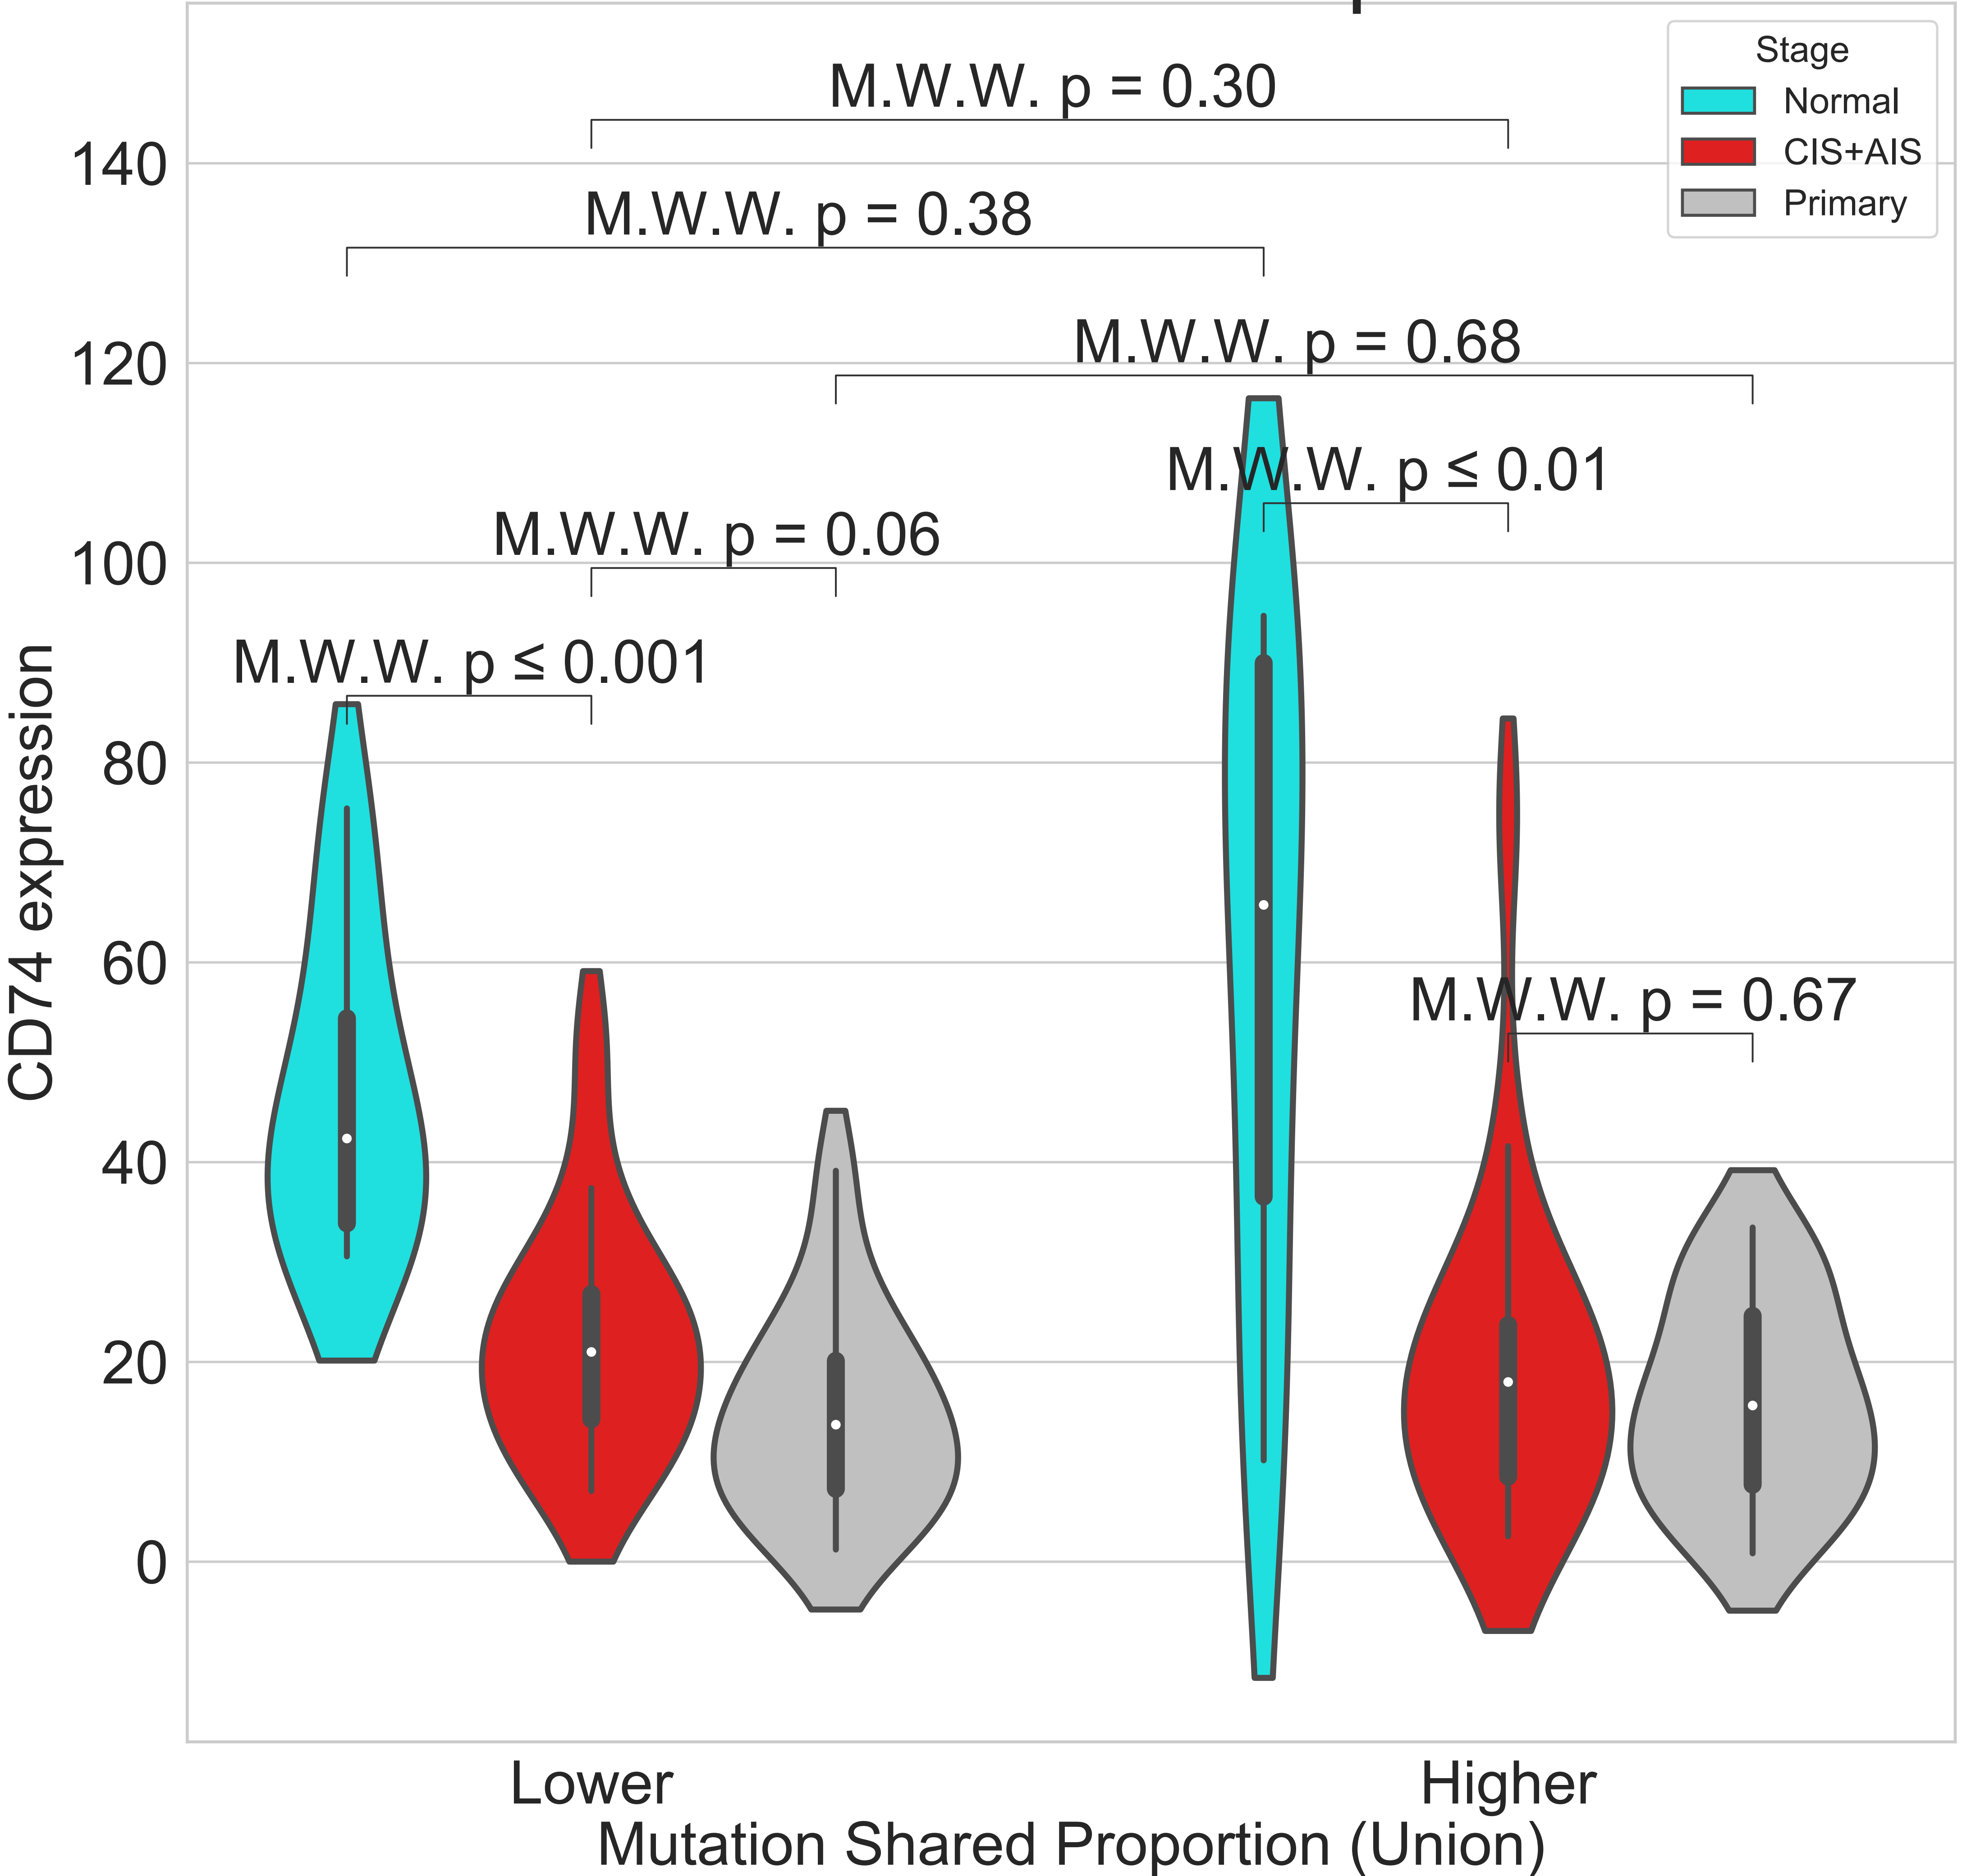 Stage
Normal
CIS+AIS
Primary
M.W.W. p = 0.30
M.W.W. p = 0.38
M.W.W. p = 0.68
M.W.W. p ≤ 0.01
M.W.W. p = 0.06
M.W.W. p ≤ 0.001
M.W.W. p = 0.67
140
120
100
80
60
40
20
0
CD74 expression
Lower
Higher
Mutation Shared Proportion (Union)